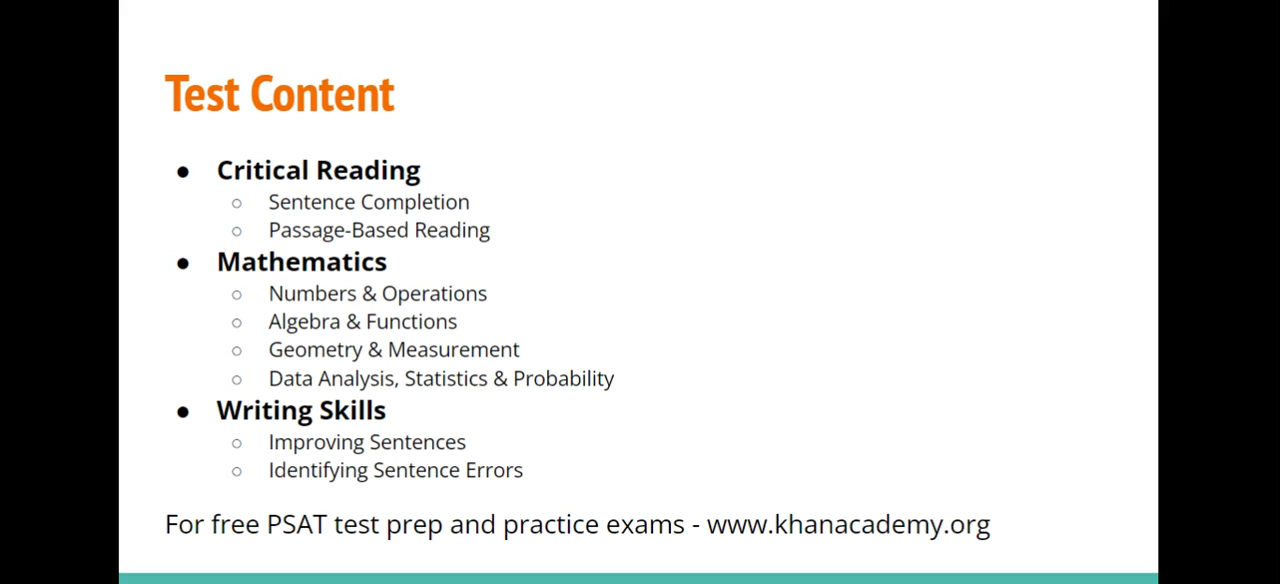 Test Content
● Critical Reading
○ Sentence Completion
○ Passage-Based Reading
● Mathematics
○ Numbers & Operations
○ Algebra & Functions
○ Geometry & Measurement
○ Data Analysis, Statistics & Probability
● Writing Skills
○ Improving Sentences
○ Identifying Sentence Errors
For free PSAT test prep and practice exams - www.khanacademy.org